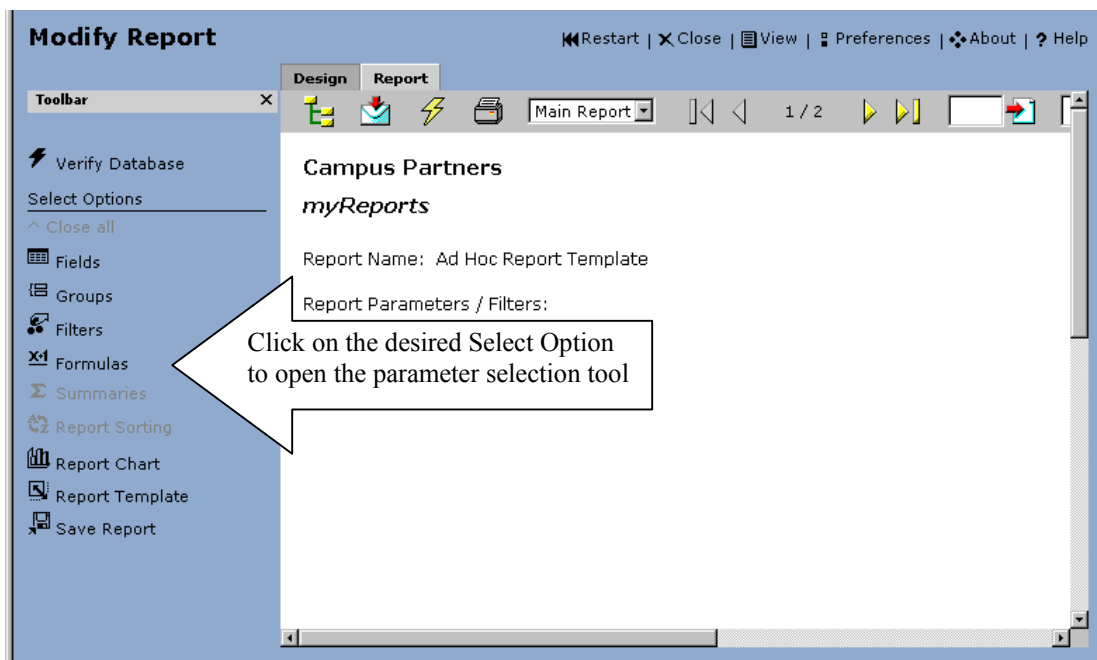 Modify Report
Restart | Close | View | Preferences | About | ? Help
Design Report
Toolbar X
Main Report 1 / 2
Verify Database
Select Options
^ Close all
Fields
Groups
Filters
X+1 Formulas
Σ Summaries
Report Sorting
Report Chart
Report Template
Save Report
Campus Partners
myReports
Report Name: Ad Hoc Report Template
Report Parameters / Filters:
Click on the desired Select Option
to open the parameter selection tool